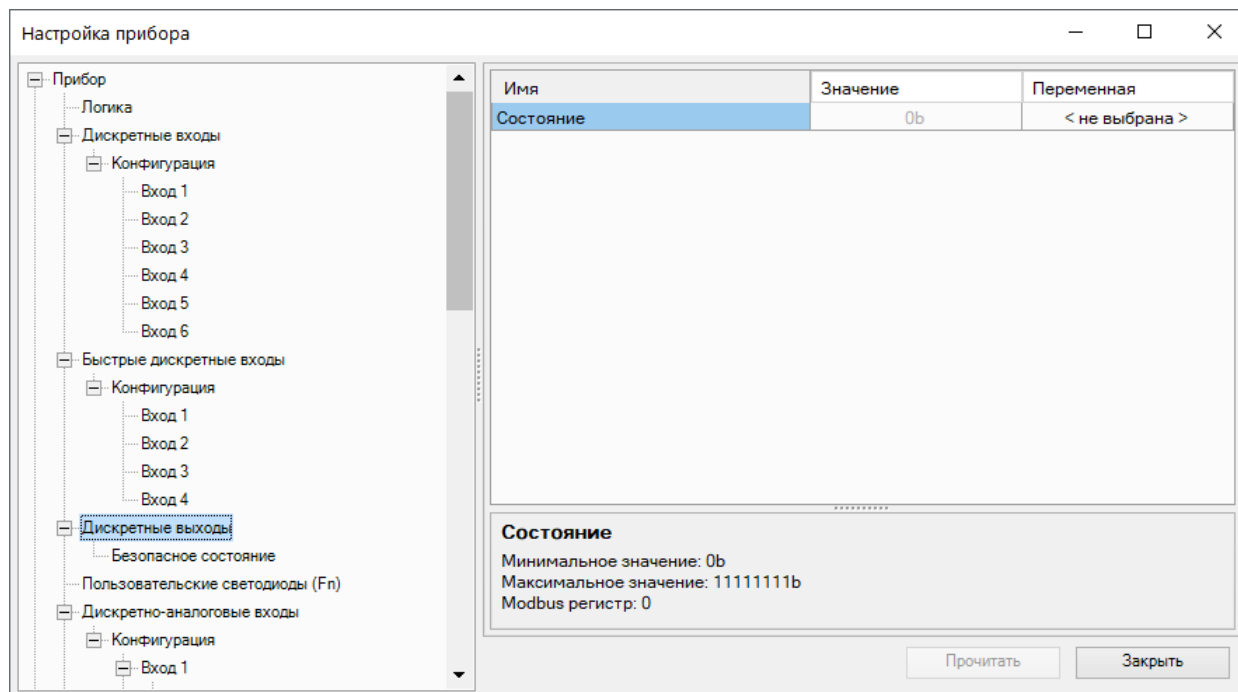 Настройка прибора
Прибор
Логика
Дискретные входы
Конфигурация
Вход 1
Вход 2
Вход 3
Вход 4
Вход 5
Вход 6
Быстрые дискретные входы
Конфигурация
Вход 1
Вход 2
Вход 3
Вход 4
Дискретные выходы
Безопасное состояние
Пользовательские светодиоды (Fn)
Дискретно-аналоговые входы
Конфигурация
Вход 1
Имя Значение Переменная
Состояние 0b < не выбрана >
Состояние
Минимальное значение: 0b
Максимальное значение: 11111111b
Modbus регистр: 0
Прочитать Закрыть